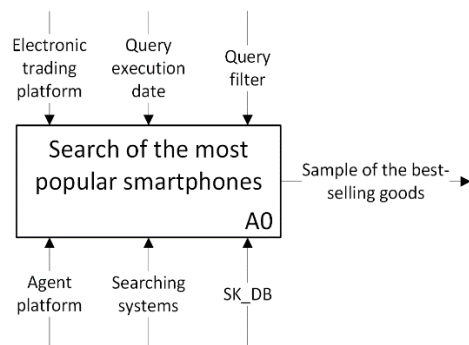 Electronic
trading
platform
Query
execution
date
Query
filter
Search of the most
popular smartphones
A0
Sample of the best-
selling goods
Agent
platform
Searching
systems
SK_DB